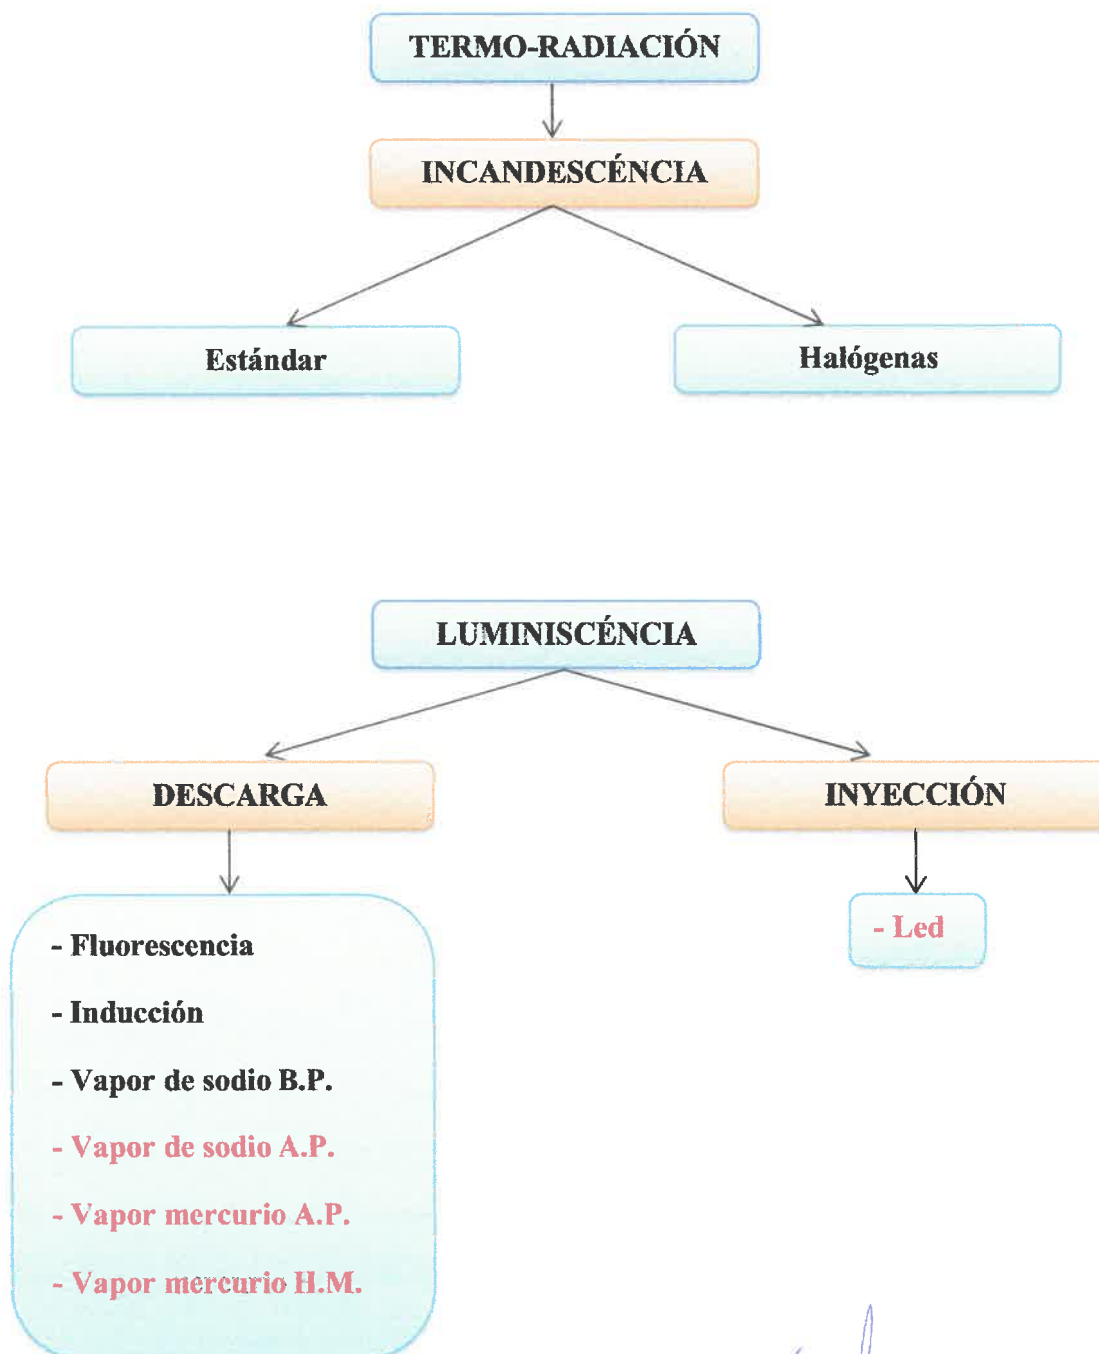 TERMO-RADIACIÓN
INCANDESCÉNCIA
Estándar
Halógenas
LUMINISCÉNCIA
DESCARGA
INYECCIÓN
- Fluorescencia
- Inducción
- Vapor de sodio B.P.
- Vapor de sodio A.P.
- Vapor mercurio A.P.
- Vapor mercurio H.M.
- Led